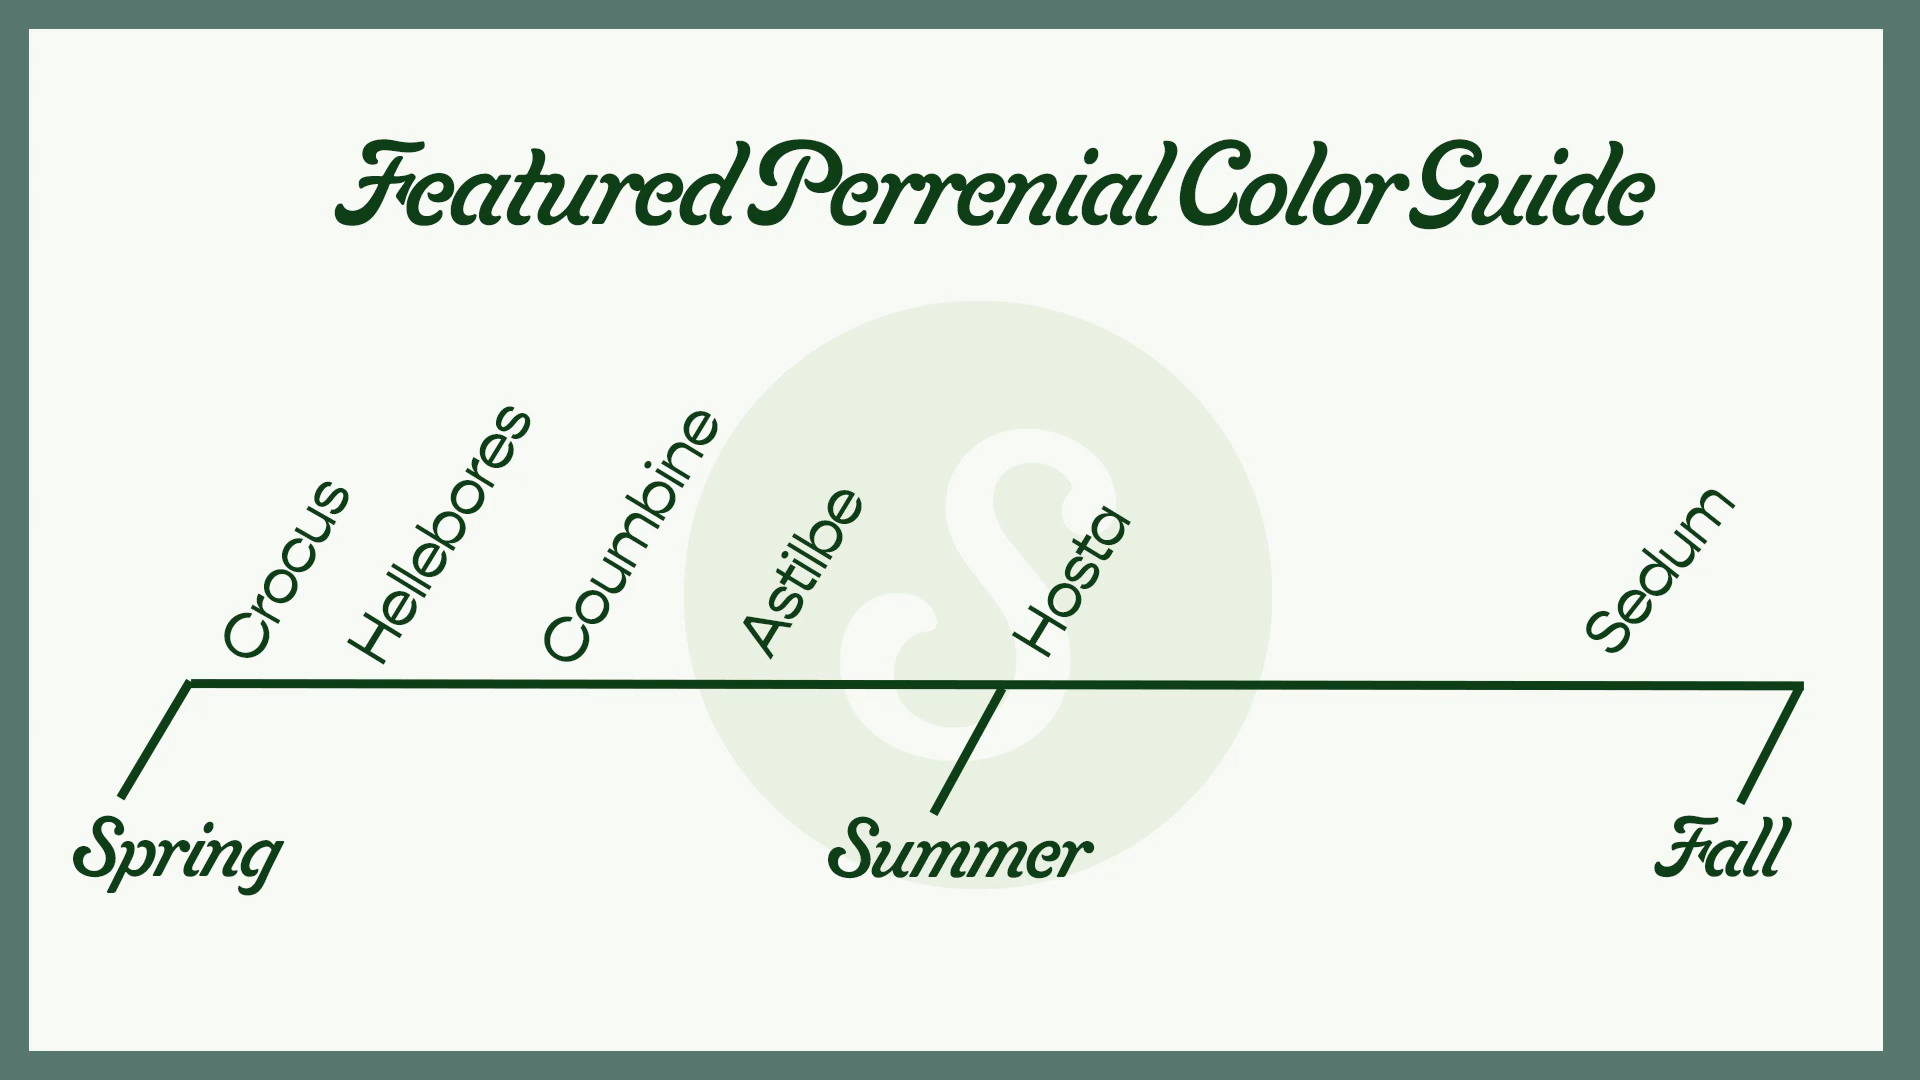 Featured Perrenial Color Guide
Crocus
Hellebores
Coumbine
Astilbe
Hosta
Sedum
Spring
Summer
Fall
S